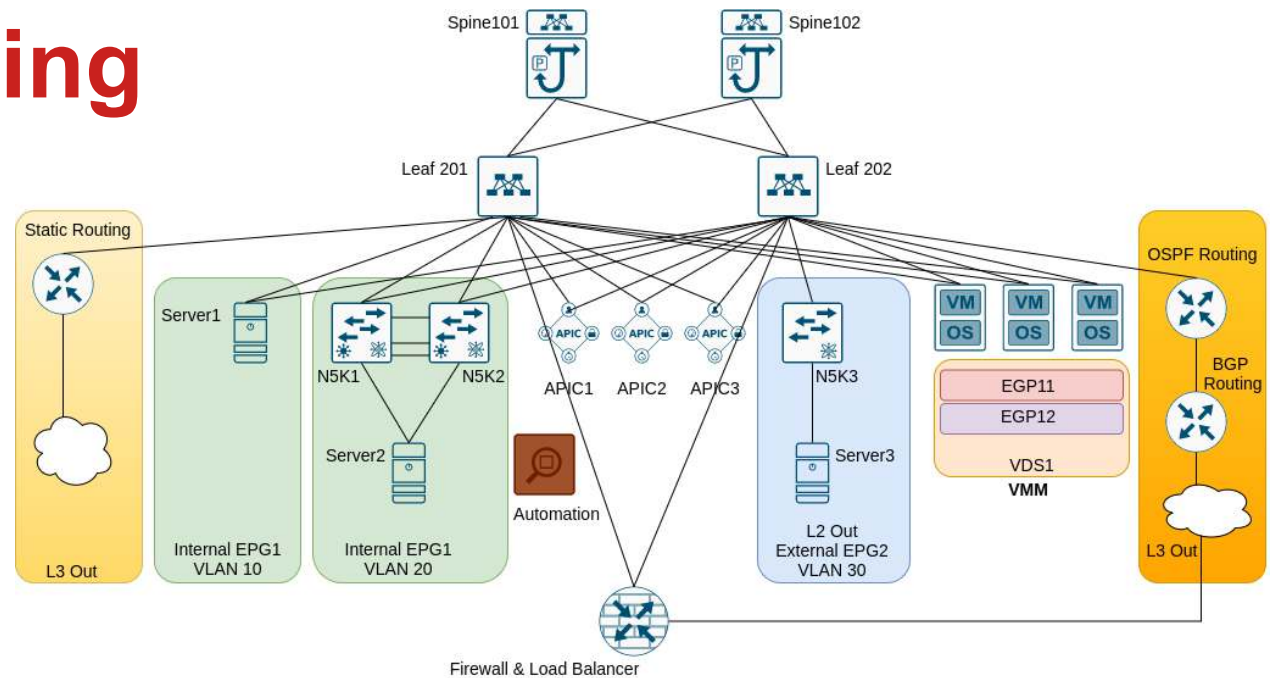 ing
Spine101
Spine102
P
P
Leaf 201
Leaf 202
Static Routing
OSPF Routing
Server1
VM
VM
VM
OS
OS
OS
APIC
APIC
APIC
N5K1
N5K2
APIC1
APIC2
APIC3
N5K3
BGP
Routing
EGP11
EGP12
Server2
Server3
VDS1
VMM
Automation
L3 Out
Internal EPG1
VLAN 10
Internal EPG1
VLAN 20
L2 Out
External EPG2
VLAN 30
L3 Out
Firewall & Load Balancer